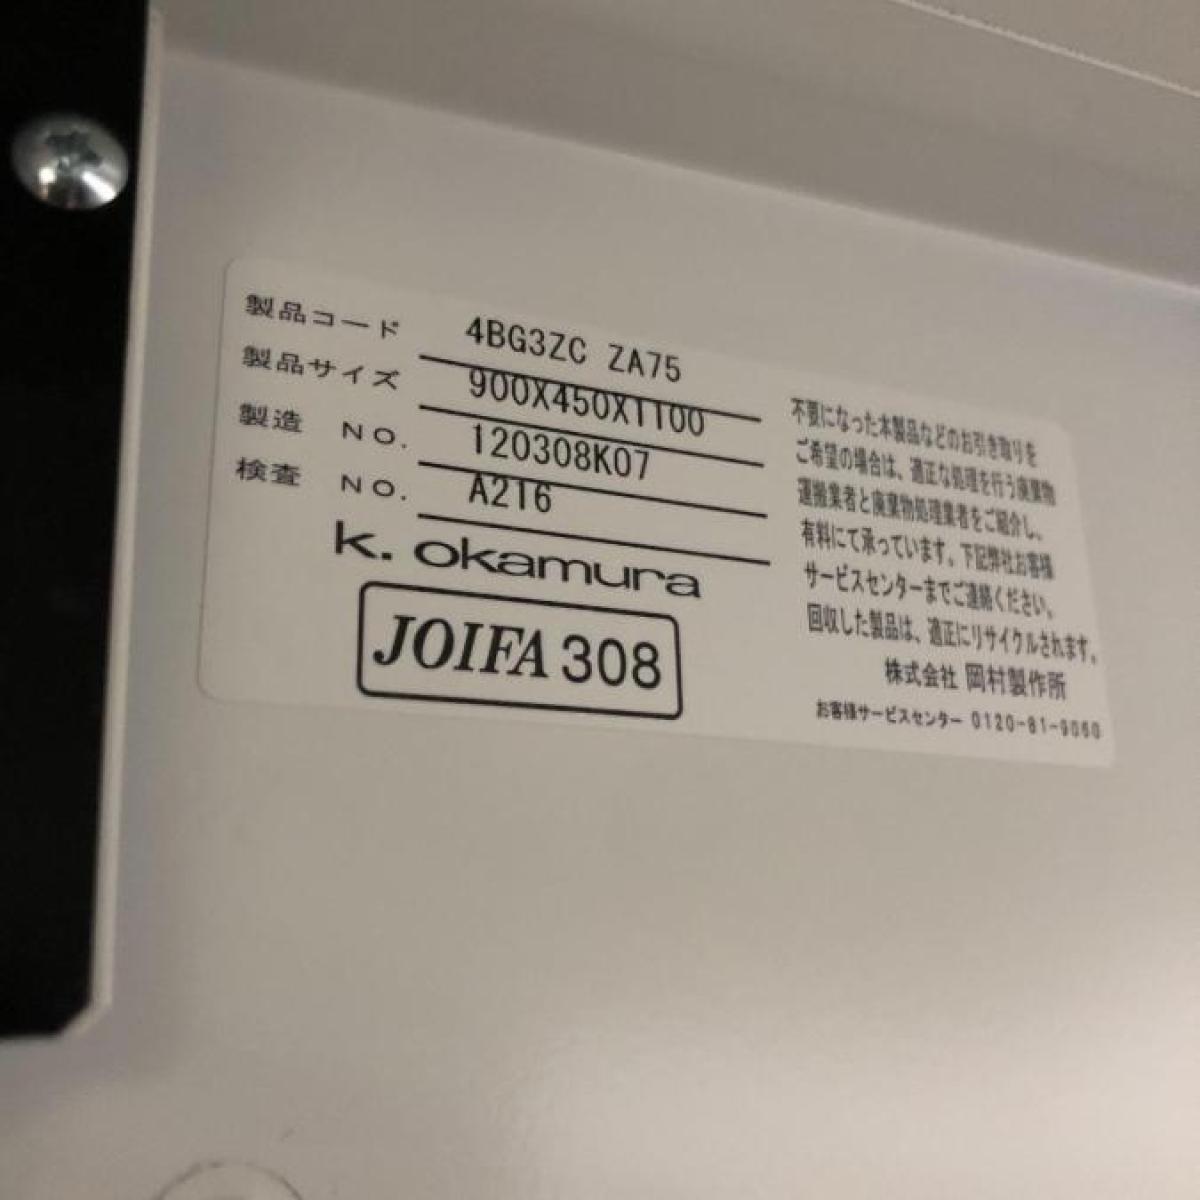 製品コード 4BG3ZC ZA75
製品サイズ 900X450X1100
製造 NO. 120308K07
検査 NO. A216
k. okamura
JOIFA 308
不要になった本製品などのお引き取りを
ご希望の場合は、適正な処理を行う廃棄物
運搬業者と廃棄物処理業者をご紹介し、
有料にて承っています。下記弊社お客様
サービスセンターまでご連絡ください。
回収した製品は、適正にリサイクルされます。
株式会社 岡村製作所
お客様サービスセンター 0120-81-9060